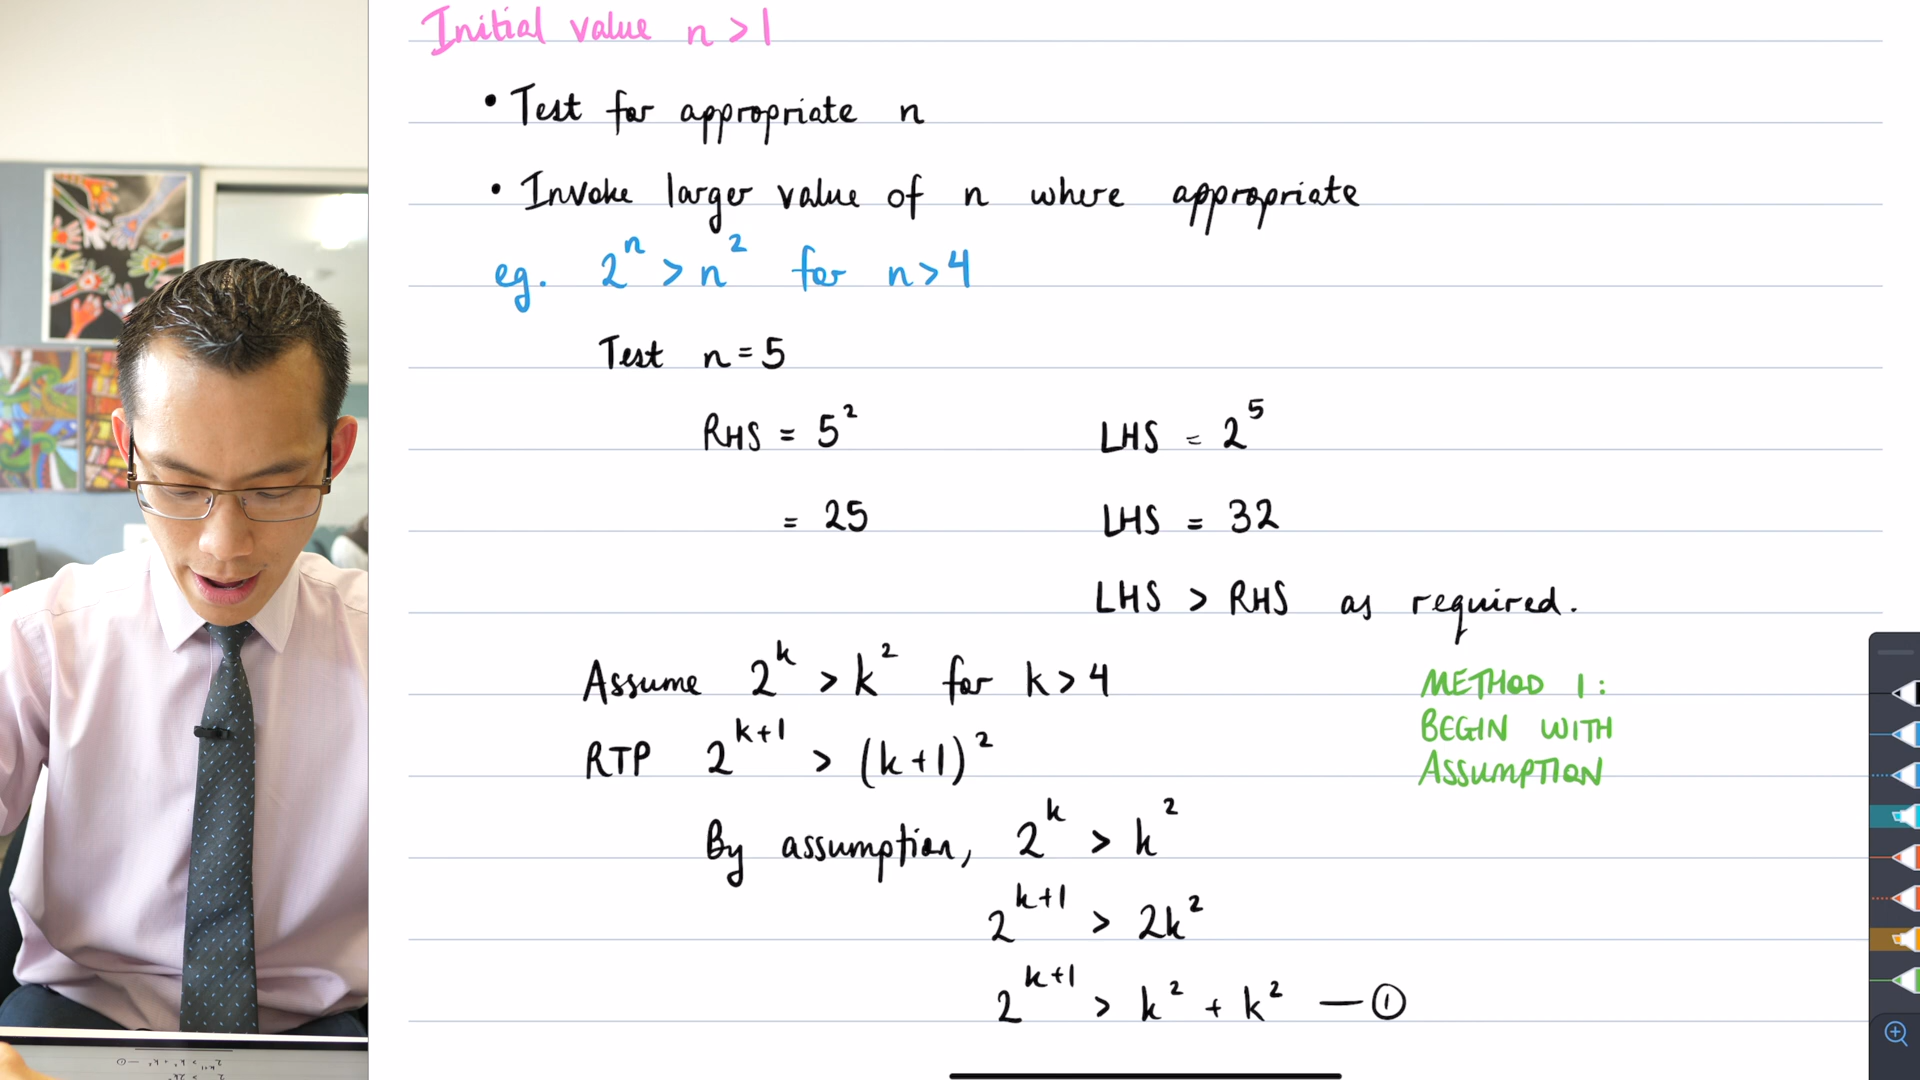 Initial value n > 1
• Test for appropriate n
• Invoke larger value of n where appropriate
eg. 2ⁿ > n² for n > 4
Test n = 5
RHS = 5² LHS = 2⁵
= 25 LHS = 32
LHS > RHS as required.
Assume 2ᵏ > k² for k > 4
RTP 2ᵏ⁺¹ > (k+1)²
METHOD 1:
BEGIN WITH
ASSUMPTION
By assumption, 2ᵏ > k²
2ᵏ⁺¹ > 2k²
2ᵏ⁺¹ > k² + k² — ①